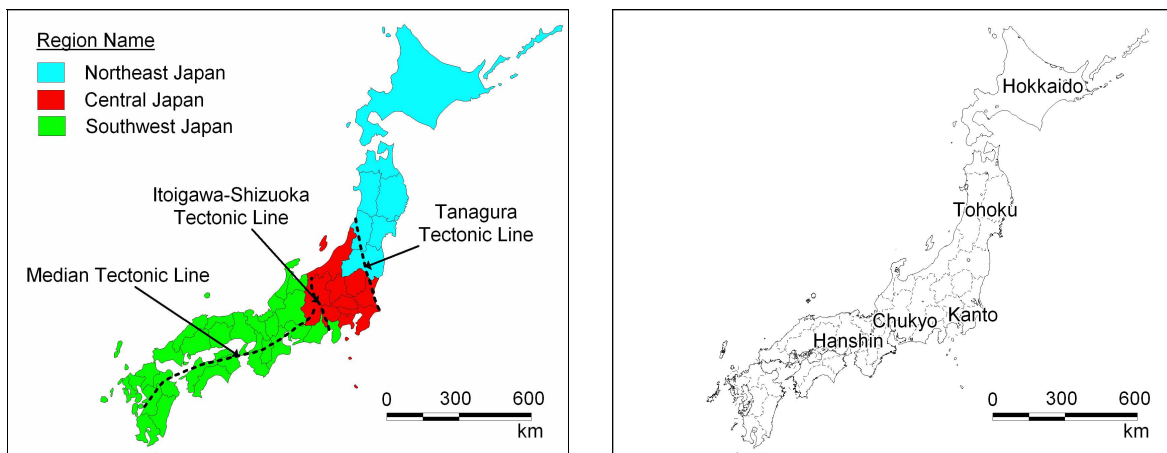 Region Name
Northeast Japan
Central Japan
Southwest Japan
Itoigawa-Shizuoka
Tectonic Line
Tanagura
Tectonic Line
Median Tectonic Line
0 300 600
km
Hokkaido
Tohoku
Kanto
Chukyo
Hanshin
0 300 600
km